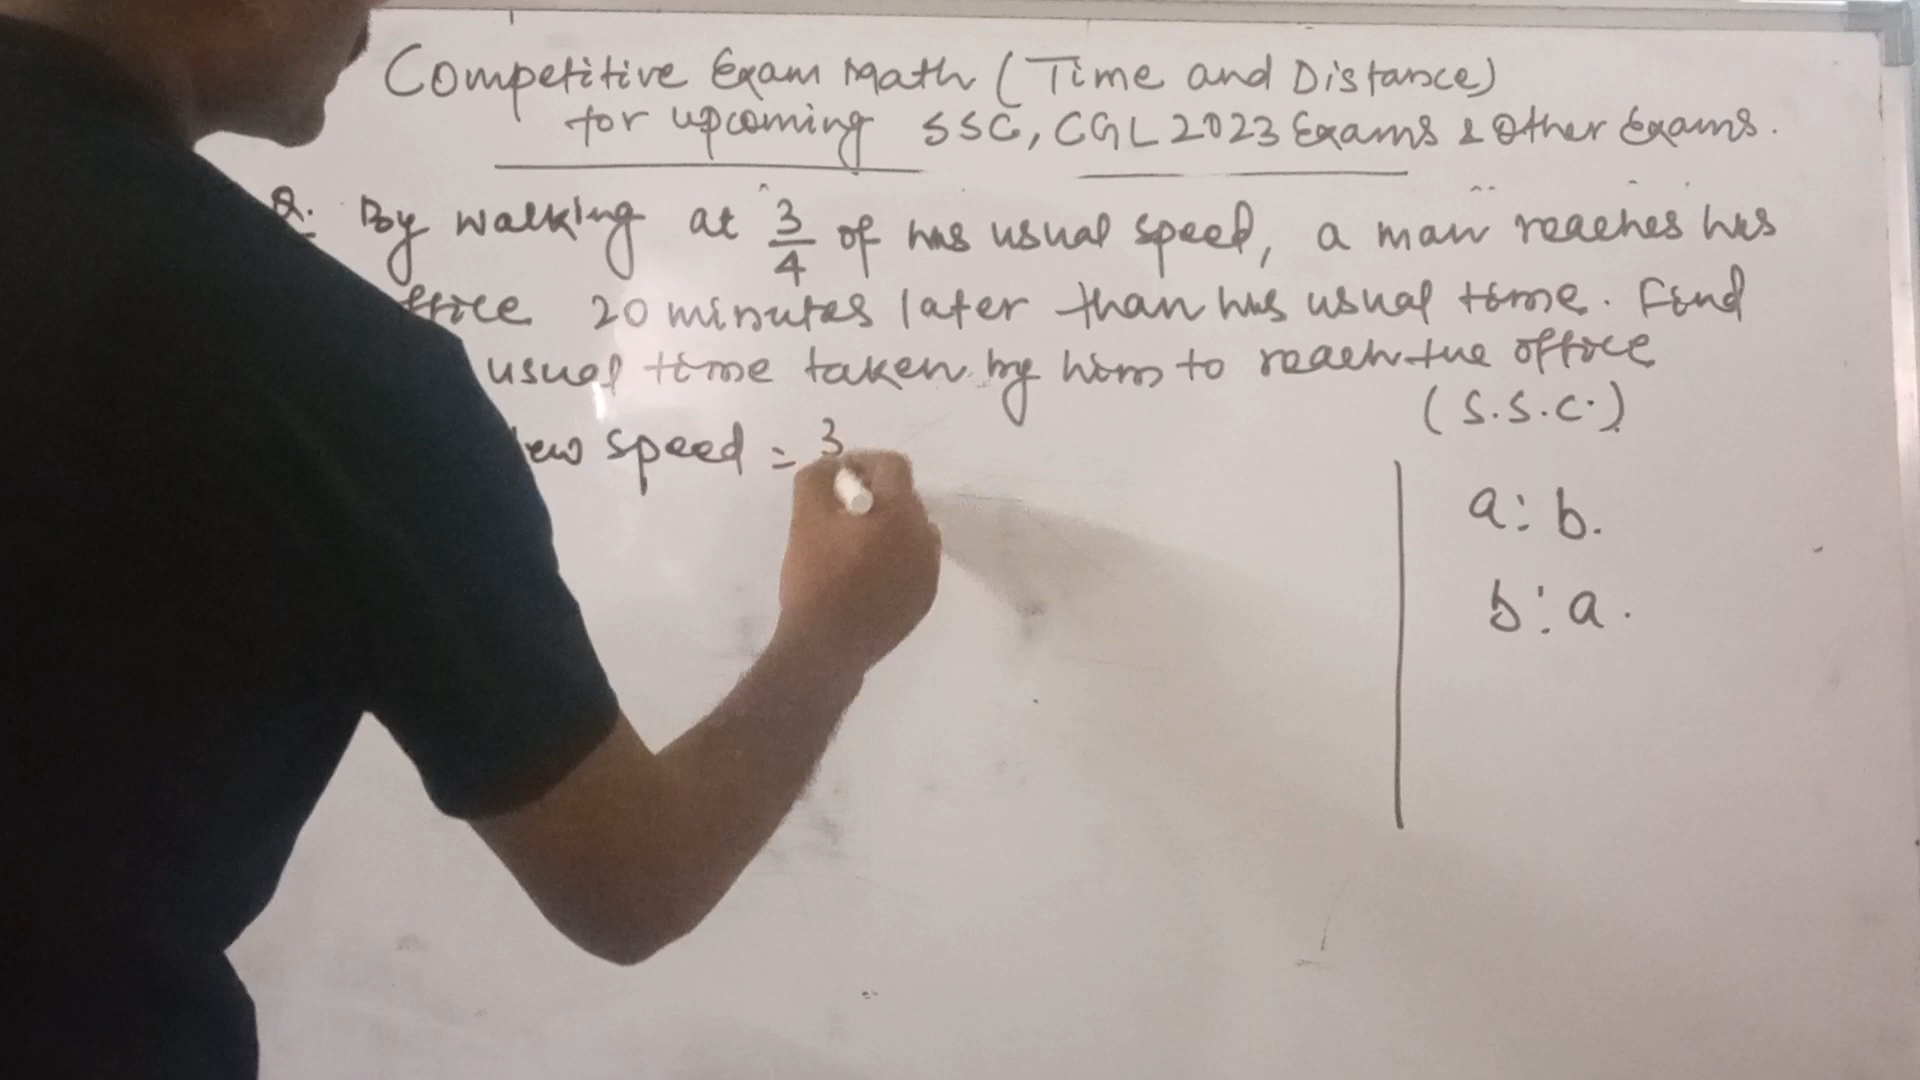 Competitive Exam Math (Time and Distance)
for upcoming SSC, CGL 2023 Exams & Other Exams.
Q. By walking at 3/4 of his usual speed, a man reaches his
office 20 minutes later than his usual time. Find
usual time taken by him to reach the office
(S.S.C.)
ew speed = 3
a : b.
b : a.